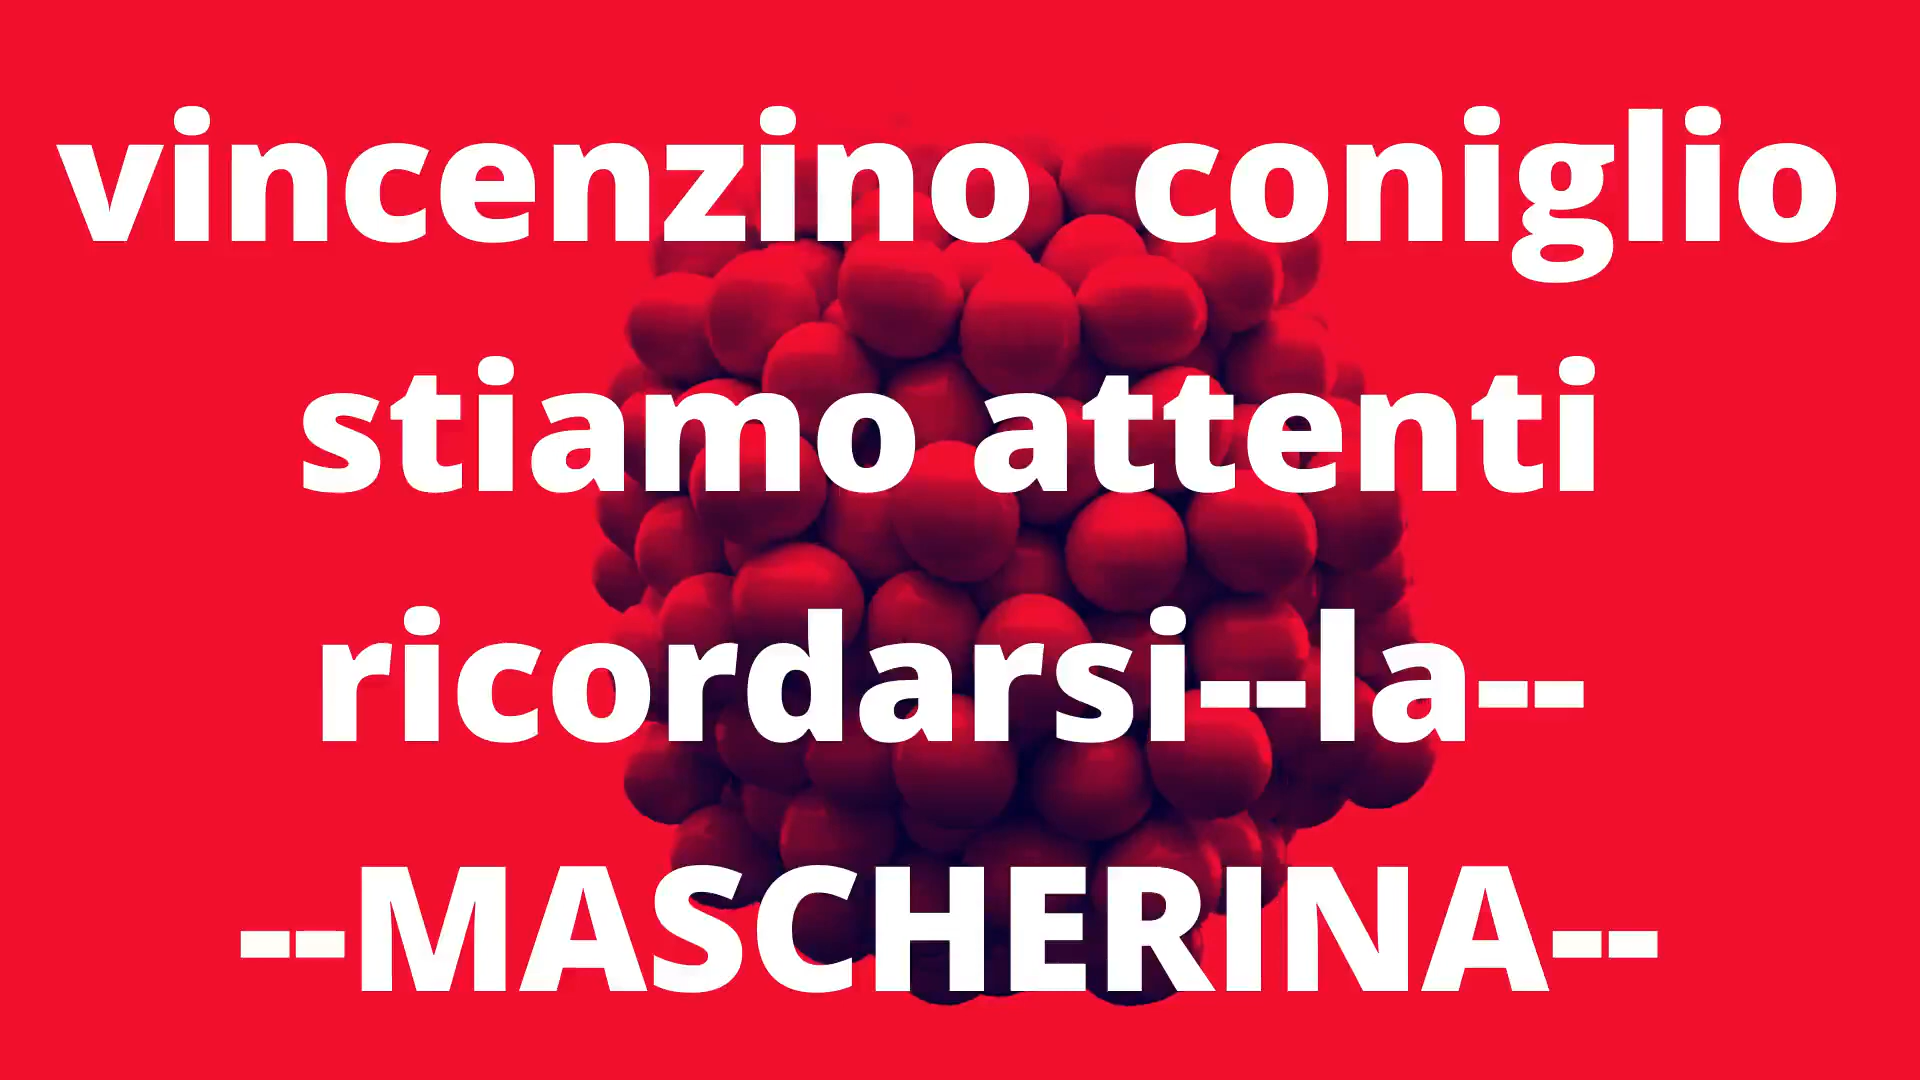 vincenzino  coniglio
stiamo attenti
ricordarsi--la--
--MASCHERINA--